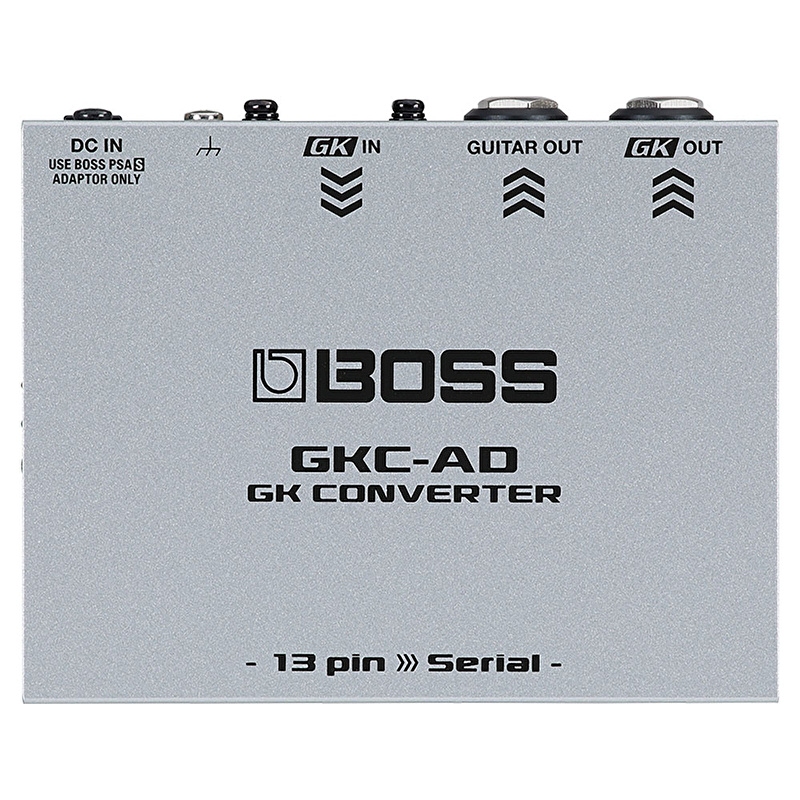 DC IN
USE BOSS PSA S
ADAPTOR ONLY
GK IN
GUITAR OUT
GK OUT
BOSS
GKC-AD
GK CONVERTER
- 13 pin >>> Serial -